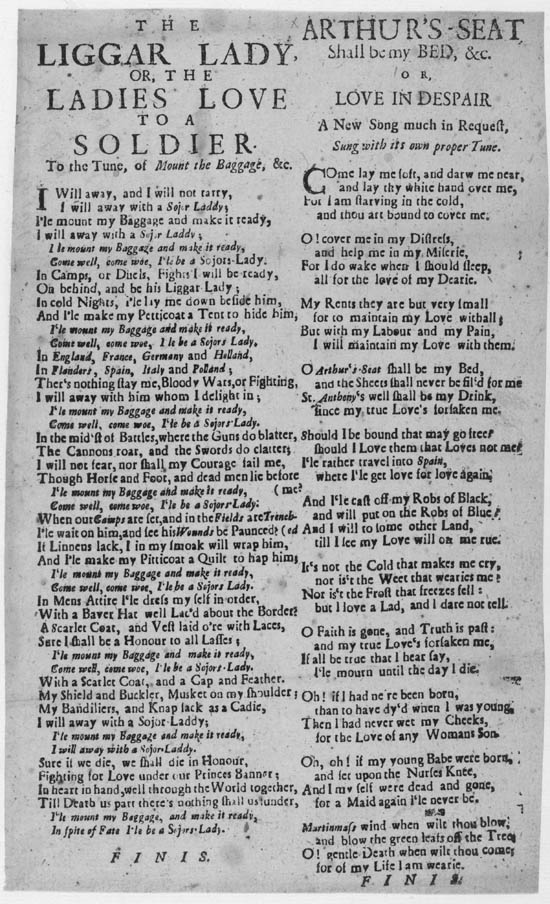 THE
LIGGAR LADY,
OR, THE
LADIES LOVE
TO A
SOLDIER.
To the Tune, of Mount the Baggage, &c.
I Will away, and I will not tarry,
I will away with a Sojor Laddy;
I'le mount my Baggage and make it ready,
I will away with a Sojor Laddy;
I'le mount my Baggage and make it ready,
Come well, come woe, I'le be a Sojors-Lady.
In Camps, or Duels, Fights I will be ready,
On behind, and be his Liggar Lady;
In cold Nights, i'le lay me down beside him,
And I'le make my Petticoat a Tent to hide him;
I'le mount my Baggage and make it ready,
Come well, come woe, I'le be a Sojors Lady.
In England, France, Germany and Holland,
In Flanders, Spain, Italy and Polland;
Ther's nothing stay me, Bloody Wars, or Fighting,
I will away with him whom I delight in;
I'le mount my Baggage and make it ready,
Come well, come woe, I'le be a Sojors-Lady.
In the mid'st of Battles, where the Guns do blatter,
The Cannons roar, and the Swords do clatter;
I will not fear, nor shall my Courage fail me,
Though Horse and Foot, and dead men lie before
I'le mount my Baggage and make it ready, (me?
Come well, come woe, I'le be a Sojors-Lady.
When our Camps are set, and in the Fields are Trench-
I'le wait on him, and see his Wounds be Paunced? (ed
If Linnens lack, I in my smoak will wrap him,
And I'le make my Pitticoat a Quilt to hap him;
I'le mount my Baggage and make it ready,
Come well, come woe, I'le be a Sojors Lady.
In Mens Attire I'le dress my self in order,
With a Baver Hat well Lac'd about the Border?
A Scarlet Coat, and Vest laid o're with Laces,
Sure I shall be a Honour to all Lasses;
I'le mount my Baggage and make it ready,
Come well, come woe, I'le be a Sojors-Lady.
With a Scarlet Coat, and a Cap and Feather.
My Shield and Buckler, Musket on my shoulder;
My Bandiliers, and Knap sack as a Cadie,
I will away with a Sojor-Laddy;
I'le mount my Baggage and make it ready,
I will away with a Sojor-Laddy.
Sure if we die, we shall die in Honour,
Fighting for Love under our Princes Banner;
In heart in hand, well through the World together,
Till Death us part there's nothing shall us sunder,
I'le mount my Baggage, and make it ready,
In spite of Fate I'le be a Sojors-Lady.
FINIS.
ARTHUR'S-SEAT
Shall be my BED, &c.
OR,
LOVE IN DESPAIR
A New Song much in Request,
Sung with its own proper Tune.
COme lay me soft, and darw me near,
and lay thy white hand over me,
For I am starving in the cold,
and thou art bound to cover me.
O! cover me in my Distress,
and help me in my Miserie,
For I do wake when I should sleep,
all for the love of my Dearie.
My Rents they are but very small
for to maintain my Love withall;
But with my Labour and my Pain,
I will maintain my Love with them.
O Arthur's-Seat shall be my Bed,
and the Sheets shall never be fil'd for me
St. Anthony's well shall be my Drink,
since my true Love's forsaken me.
Should I be bound that may go free?
should I Love them that Loves not me?
I'le rather travel into Spain,
where I'le get love for love again.
And I'le cast off my Robs of Black,
and will put on the Robs of Blue?
And I will to some other Land,
till I see my Love will on me rue.
It's not the Cold that makes me cry,
nor is't the Weet that wearies me?
Nor is't the Frost that freezes fell:
but I love a Lad, and I dare not tell.
O Faith is gone, and Truth is past:
and my true Love's forsaken me,
If all be true that I hear say,
I'le mourn until the day I die.
Oh! if I had ne're been born,
than to have dy'd when I was young,
Then I had never wet my Cheeks,
for the Love of any Womans Son.
Oh, oh! if my young Babe were born,
and set upon the Nurses Knee,
And I my self were dead and gone,
for a Maid again I'le never be.
Martinmass wind when wilt thou blow,
and blow the green leafs off the Tree
O! gentle Death when wilt thou come;
for of my Life I am wearie.
FINIS.